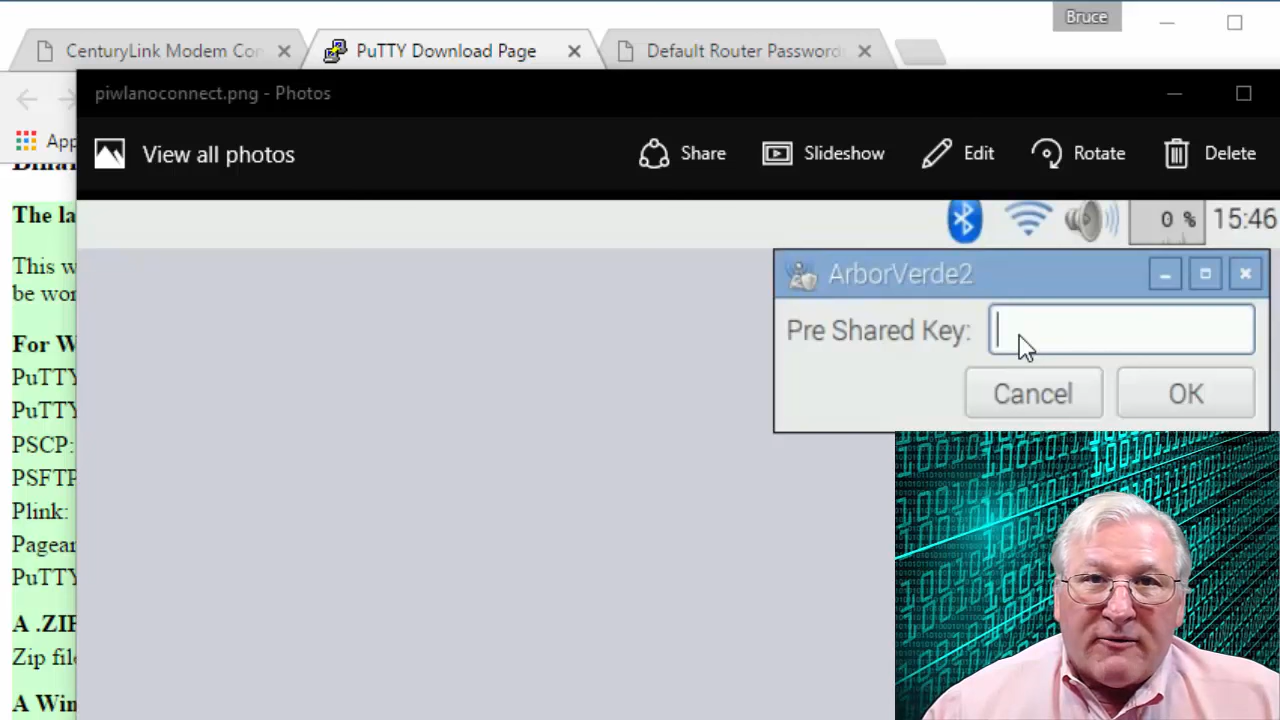 Bruce
CenturyLink Modem Con
PuTTY Download Page
Default Router Password
piwlanoconnect.png - Photos
App
View all photos
Share
Slideshow
Edit
Rotate
Delete
0 %
15:46
The la
This w
be wor
For W
PuTTY
PuTTY
PSCP:
PSFTP
Plink:
Pagean
PuTTY
A .ZIP
Zip file
A Win
ArborVerde2
Pre Shared Key:
Cancel
OK